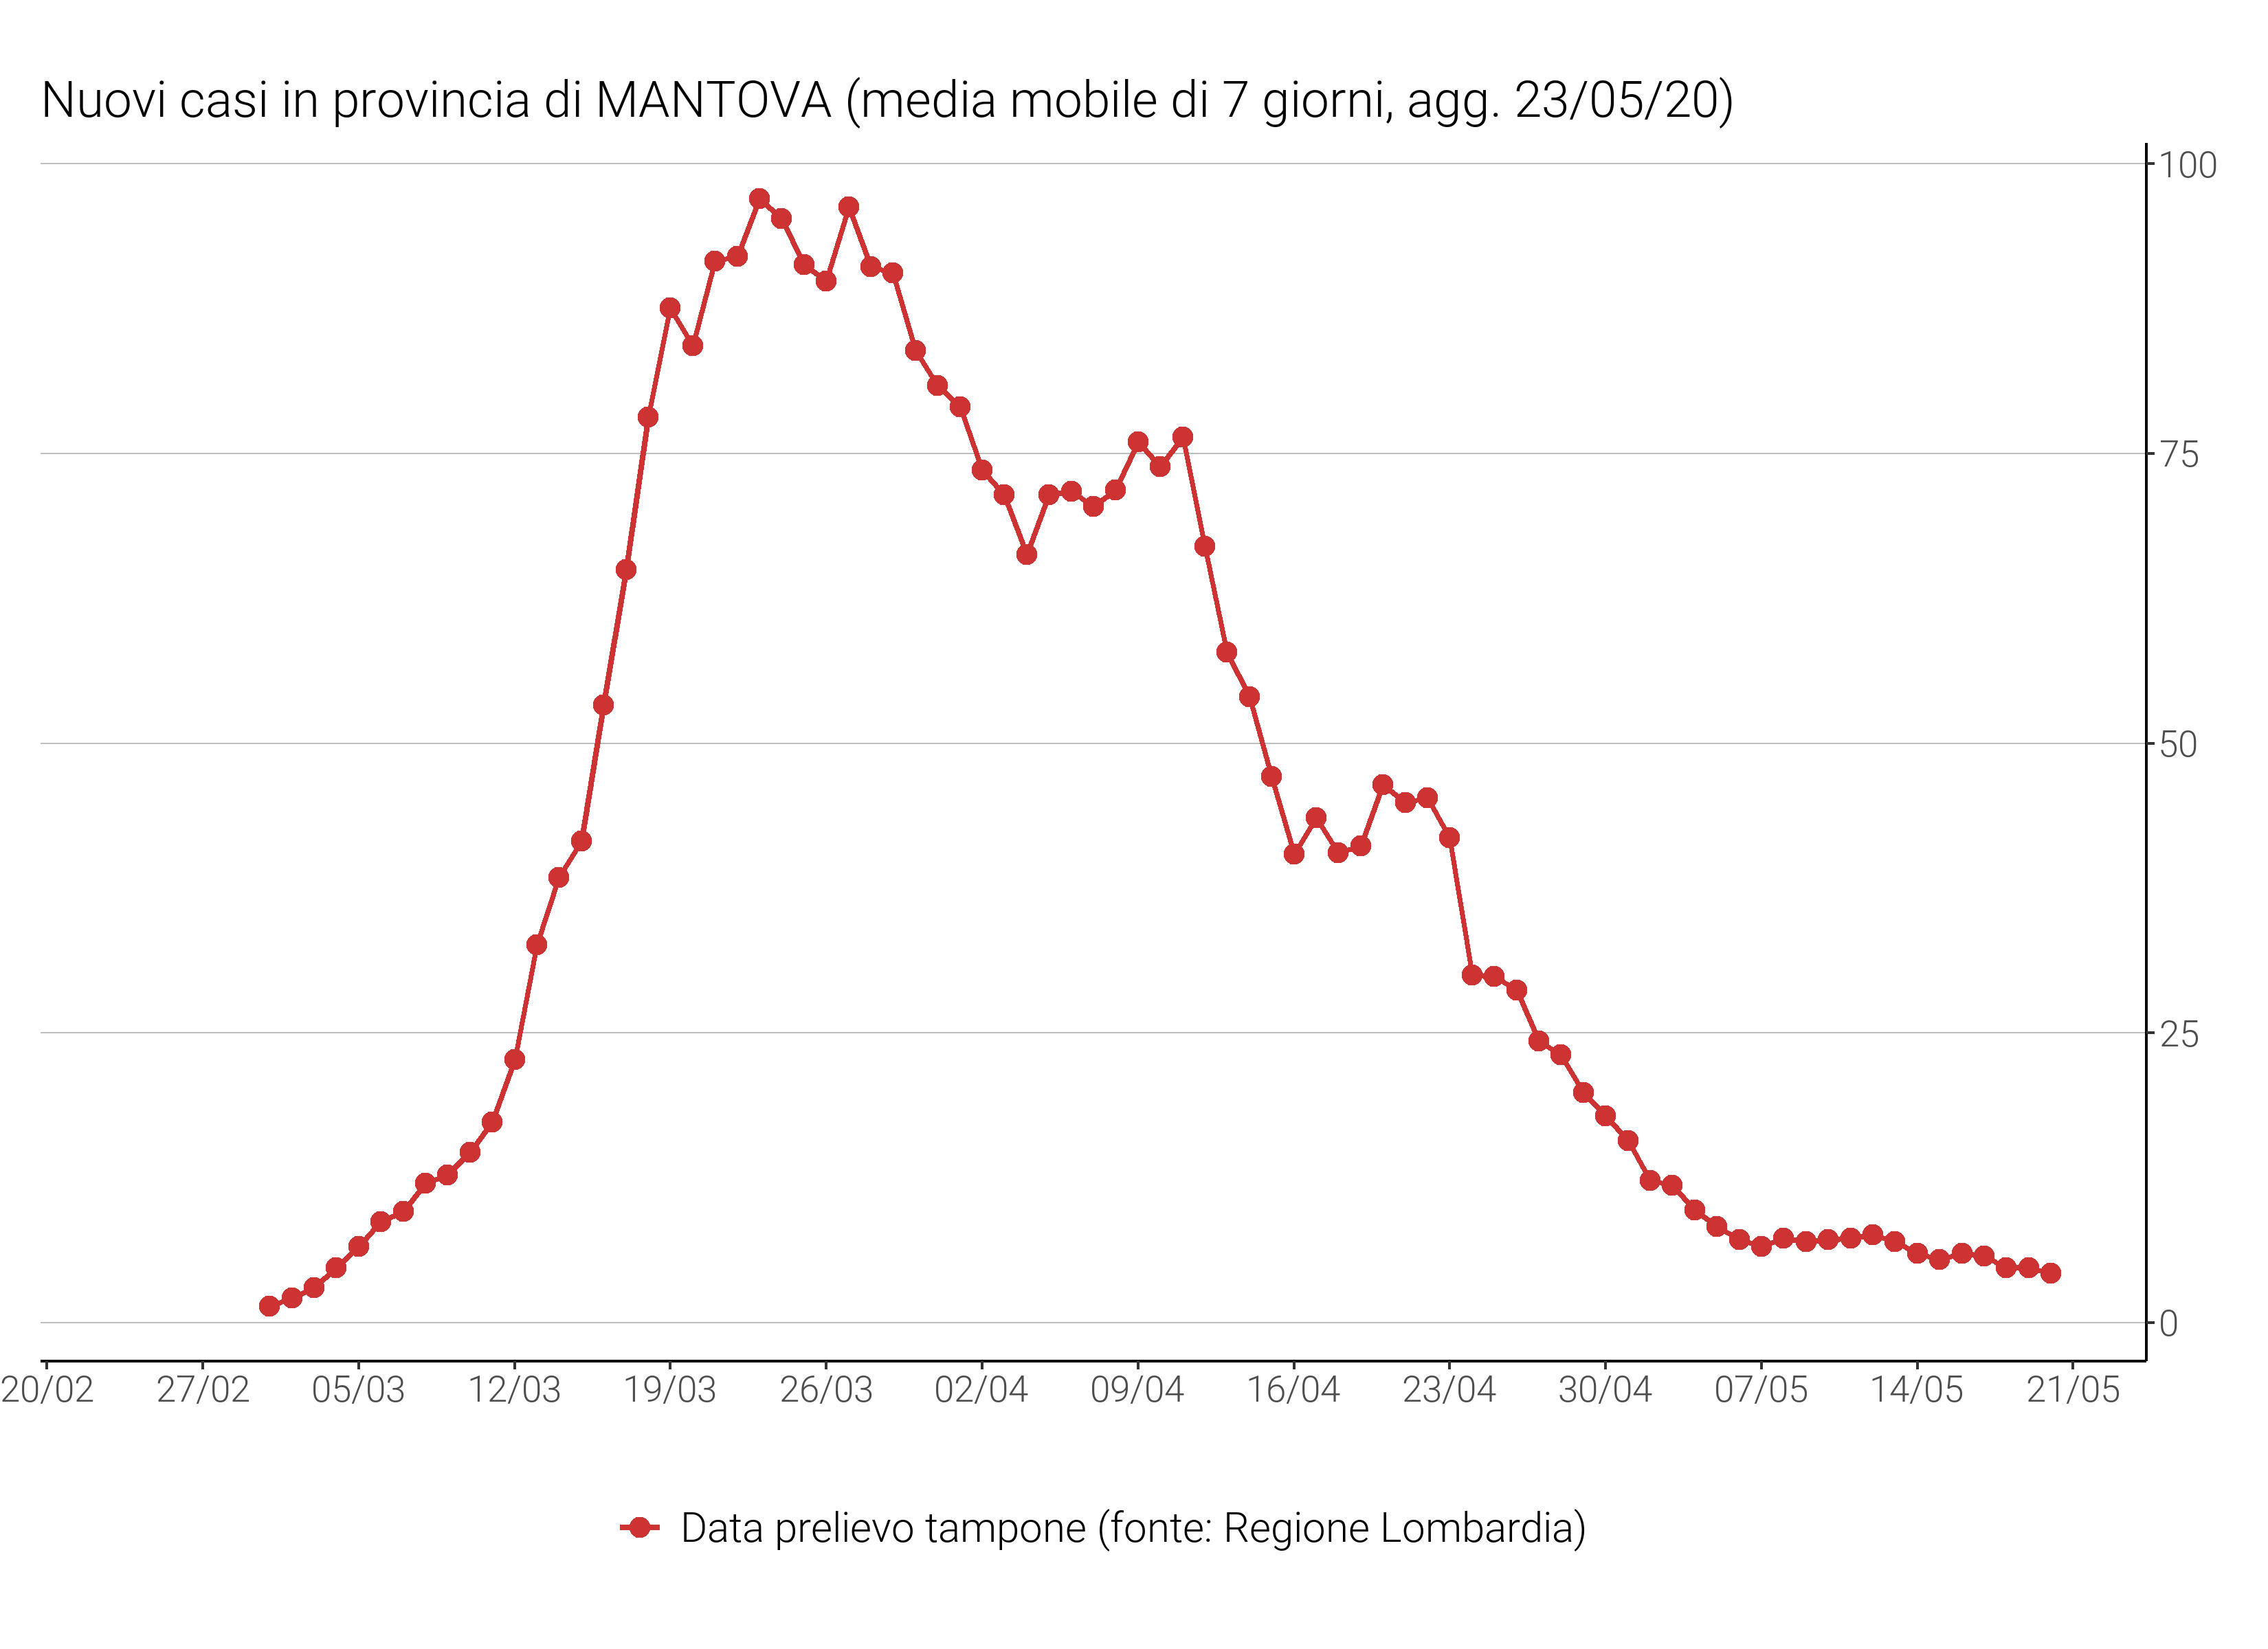 Nuovi casi in provincia di MANTOVA (media mobile di 7 giorni, agg. 23/05/20)
100
75
50
25
0
20/02 27/02 05/03 12/03 19/03 26/03 02/04 09/04 16/04 23/04 30/04 07/05 14/05 21/05
Data prelievo tampone (fonte: Regione Lombardia)